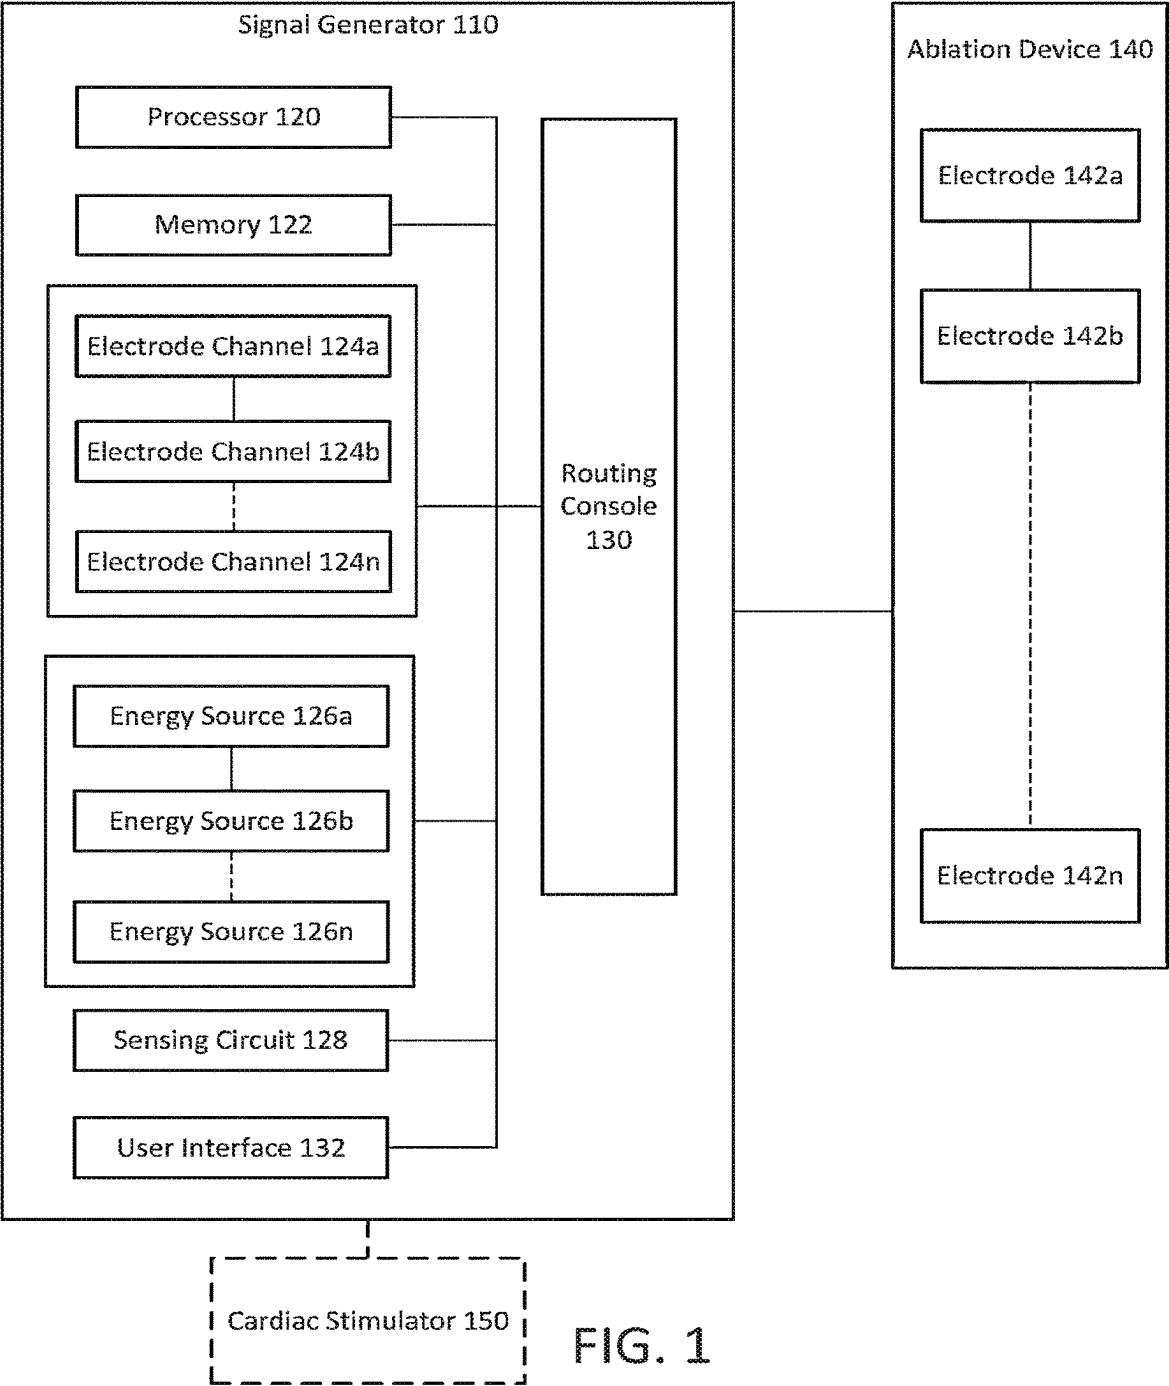 Signal Generator 110
Processor 120
Memory 122
Electrode Channel 124a
Electrode Channel 124b
Electrode Channel 124n
Energy Source 126a
Energy Source 126b
Energy Source 126n
Sensing Circuit 128
User Interface 132
Routing
Console
130
Ablation Device 140
Electrode 142a
Electrode 142b
Electrode 142n
Cardiac Stimulator 150
FIG. 1